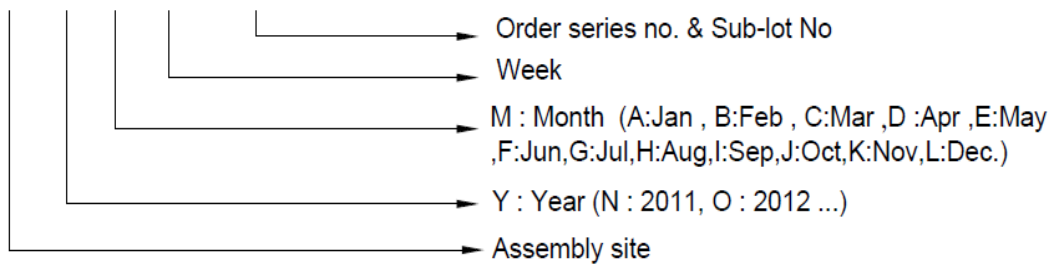 Order series no. & Sub-lot No
Week
M : Month (A:Jan , B:Feb , C:Mar ,D :Apr ,E:May
,F:Jun,G:Jul,H:Aug,I:Sep,J:Oct,K:Nov,L:Dec.)
Y : Year (N : 2011, O : 2012 ...)
Assembly site